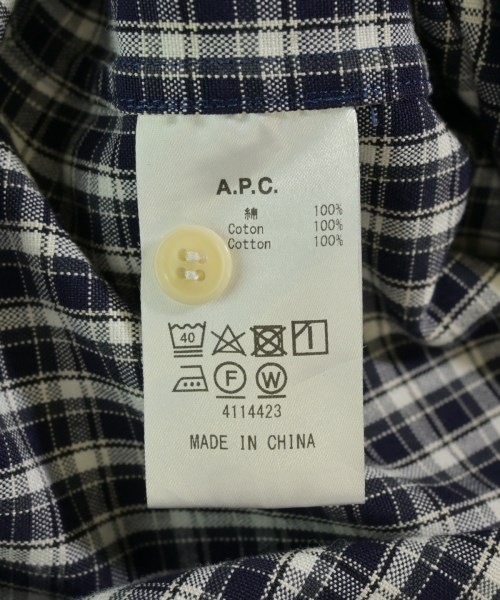 A.P.C.
綿 100%
Coton 100%
Cotton 100%
40
F W
4114423
MADE IN CHINA